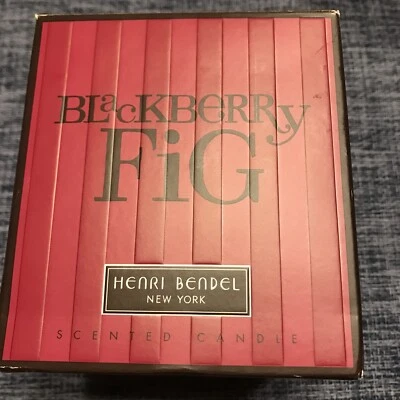 BLacKBeRRy
FiG
HENRI BENDEL
NEW YORK
SCENTED CANDLE